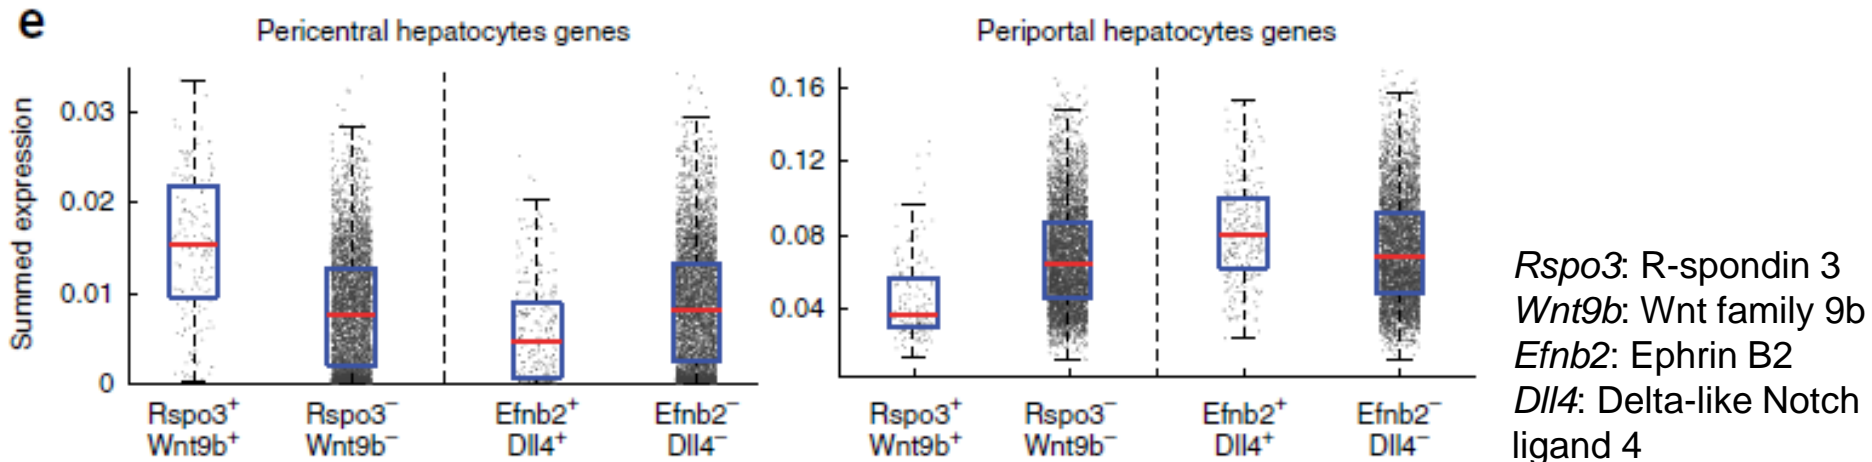 e
Pericentral hepatocytes genes
Summed expression
0.03
0.02
0.01
0
Rspo3⁺ Rspo3⁻ Efnb2⁺ Efnb2⁻
Wnt9b⁺ Wnt9b⁻ Dll4⁺ Dll4⁻
Periportal hepatocytes genes
0.16
0.12
0.08
0.04
Rspo3⁺ Rspo3⁻ Efnb2⁺ Efnb2⁻
Wnt9b⁺ Wnt9b⁻ Dll4⁺ Dll4⁻
Rspo3: R-spondin 3
Wnt9b: Wnt family 9b
Efnb2: Ephrin B2
Dll4: Delta-like Notch
ligand 4